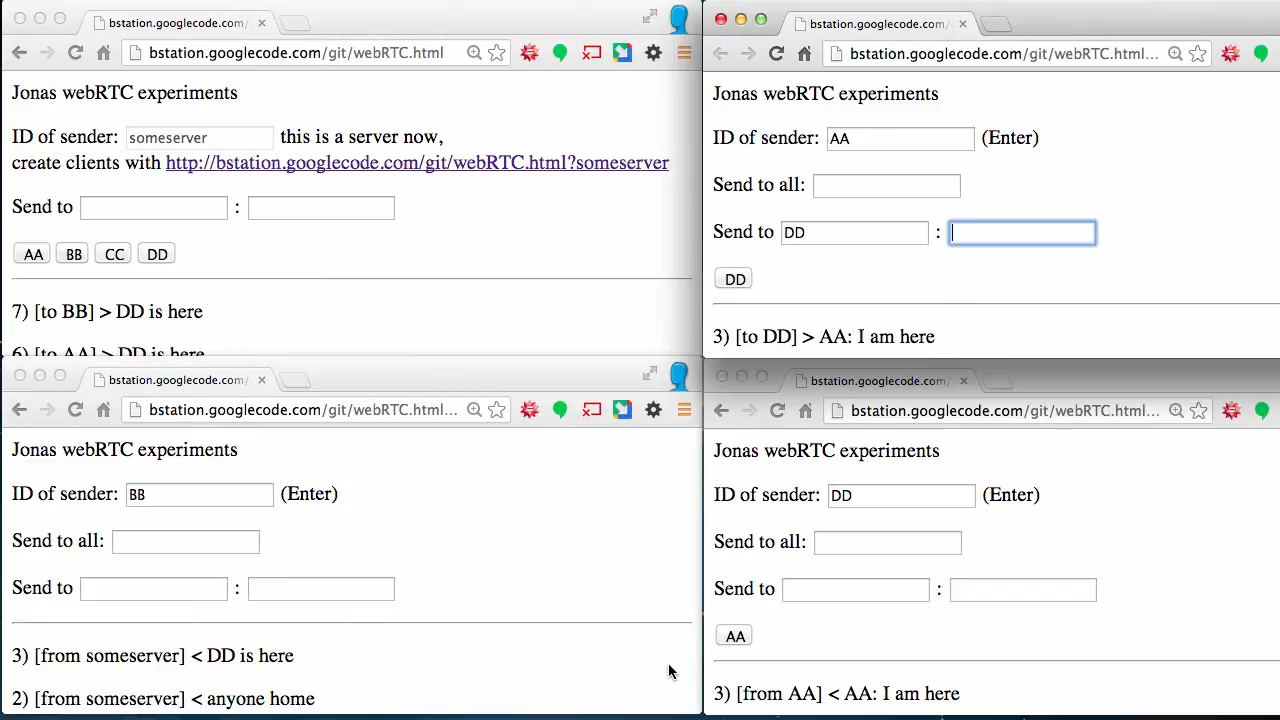 bstation.googlecode.com/
bstation.googlecode.com/git/webRTC.html
Jonas webRTC experiments
ID of sender: someserver this is a server now,
create clients with http://bstation.googlecode.com/git/webRTC.html?someserver
Send to :
AA BB CC DD
7) [to BB] > DD is here
6) [to AA] > DD is here
bstation.googlecode.com/
bstation.googlecode.com/git/webRTC.html...
Jonas webRTC experiments
ID of sender: AA (Enter)
Send to all:
Send to DD :
DD
3) [to DD] > AA: I am here
bstation.googlecode.com/
bstation.googlecode.com/git/webRTC.html...
Jonas webRTC experiments
ID of sender: BB (Enter)
Send to all:
Send to :
3) [from someserver] < DD is here
2) [from someserver] < anyone home
bstation.googlecode.com/
bstation.googlecode.com/git/webRTC.html...
Jonas webRTC experiments
ID of sender: DD (Enter)
Send to all:
Send to :
AA
3) [from AA] < AA: I am here